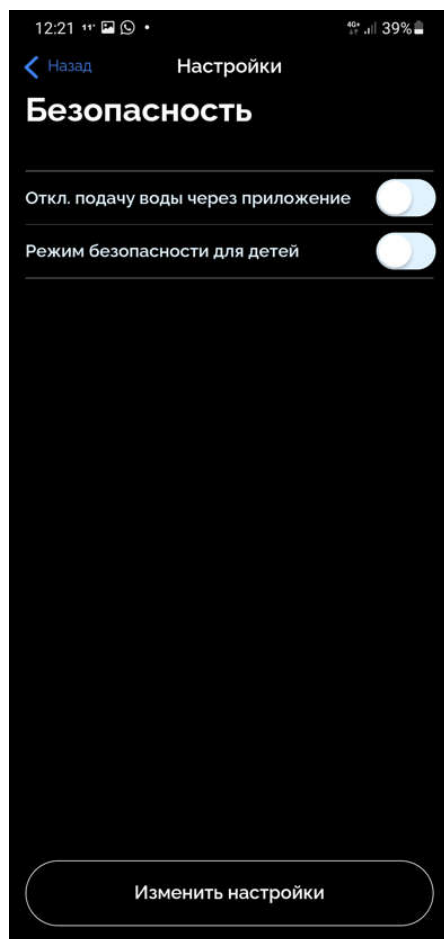 12:21
39%
Назад
Настройки
Безопасность
Откл. подачу воды через приложение
Режим безопасности для детей
Изменить настройки